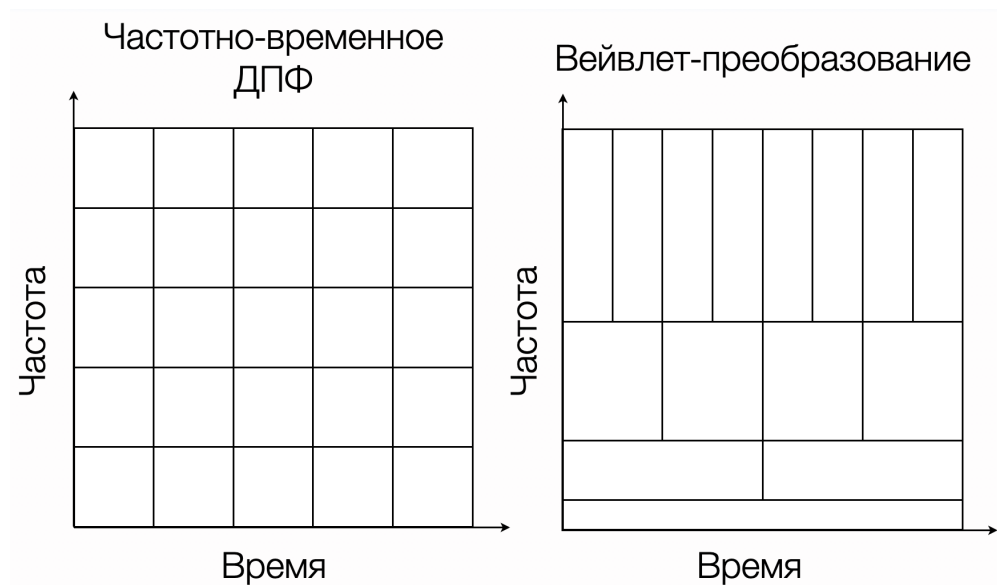 Частотно-временное
ДПФ
Частота
Время
Вейвлет-преобразование
Частота
Время